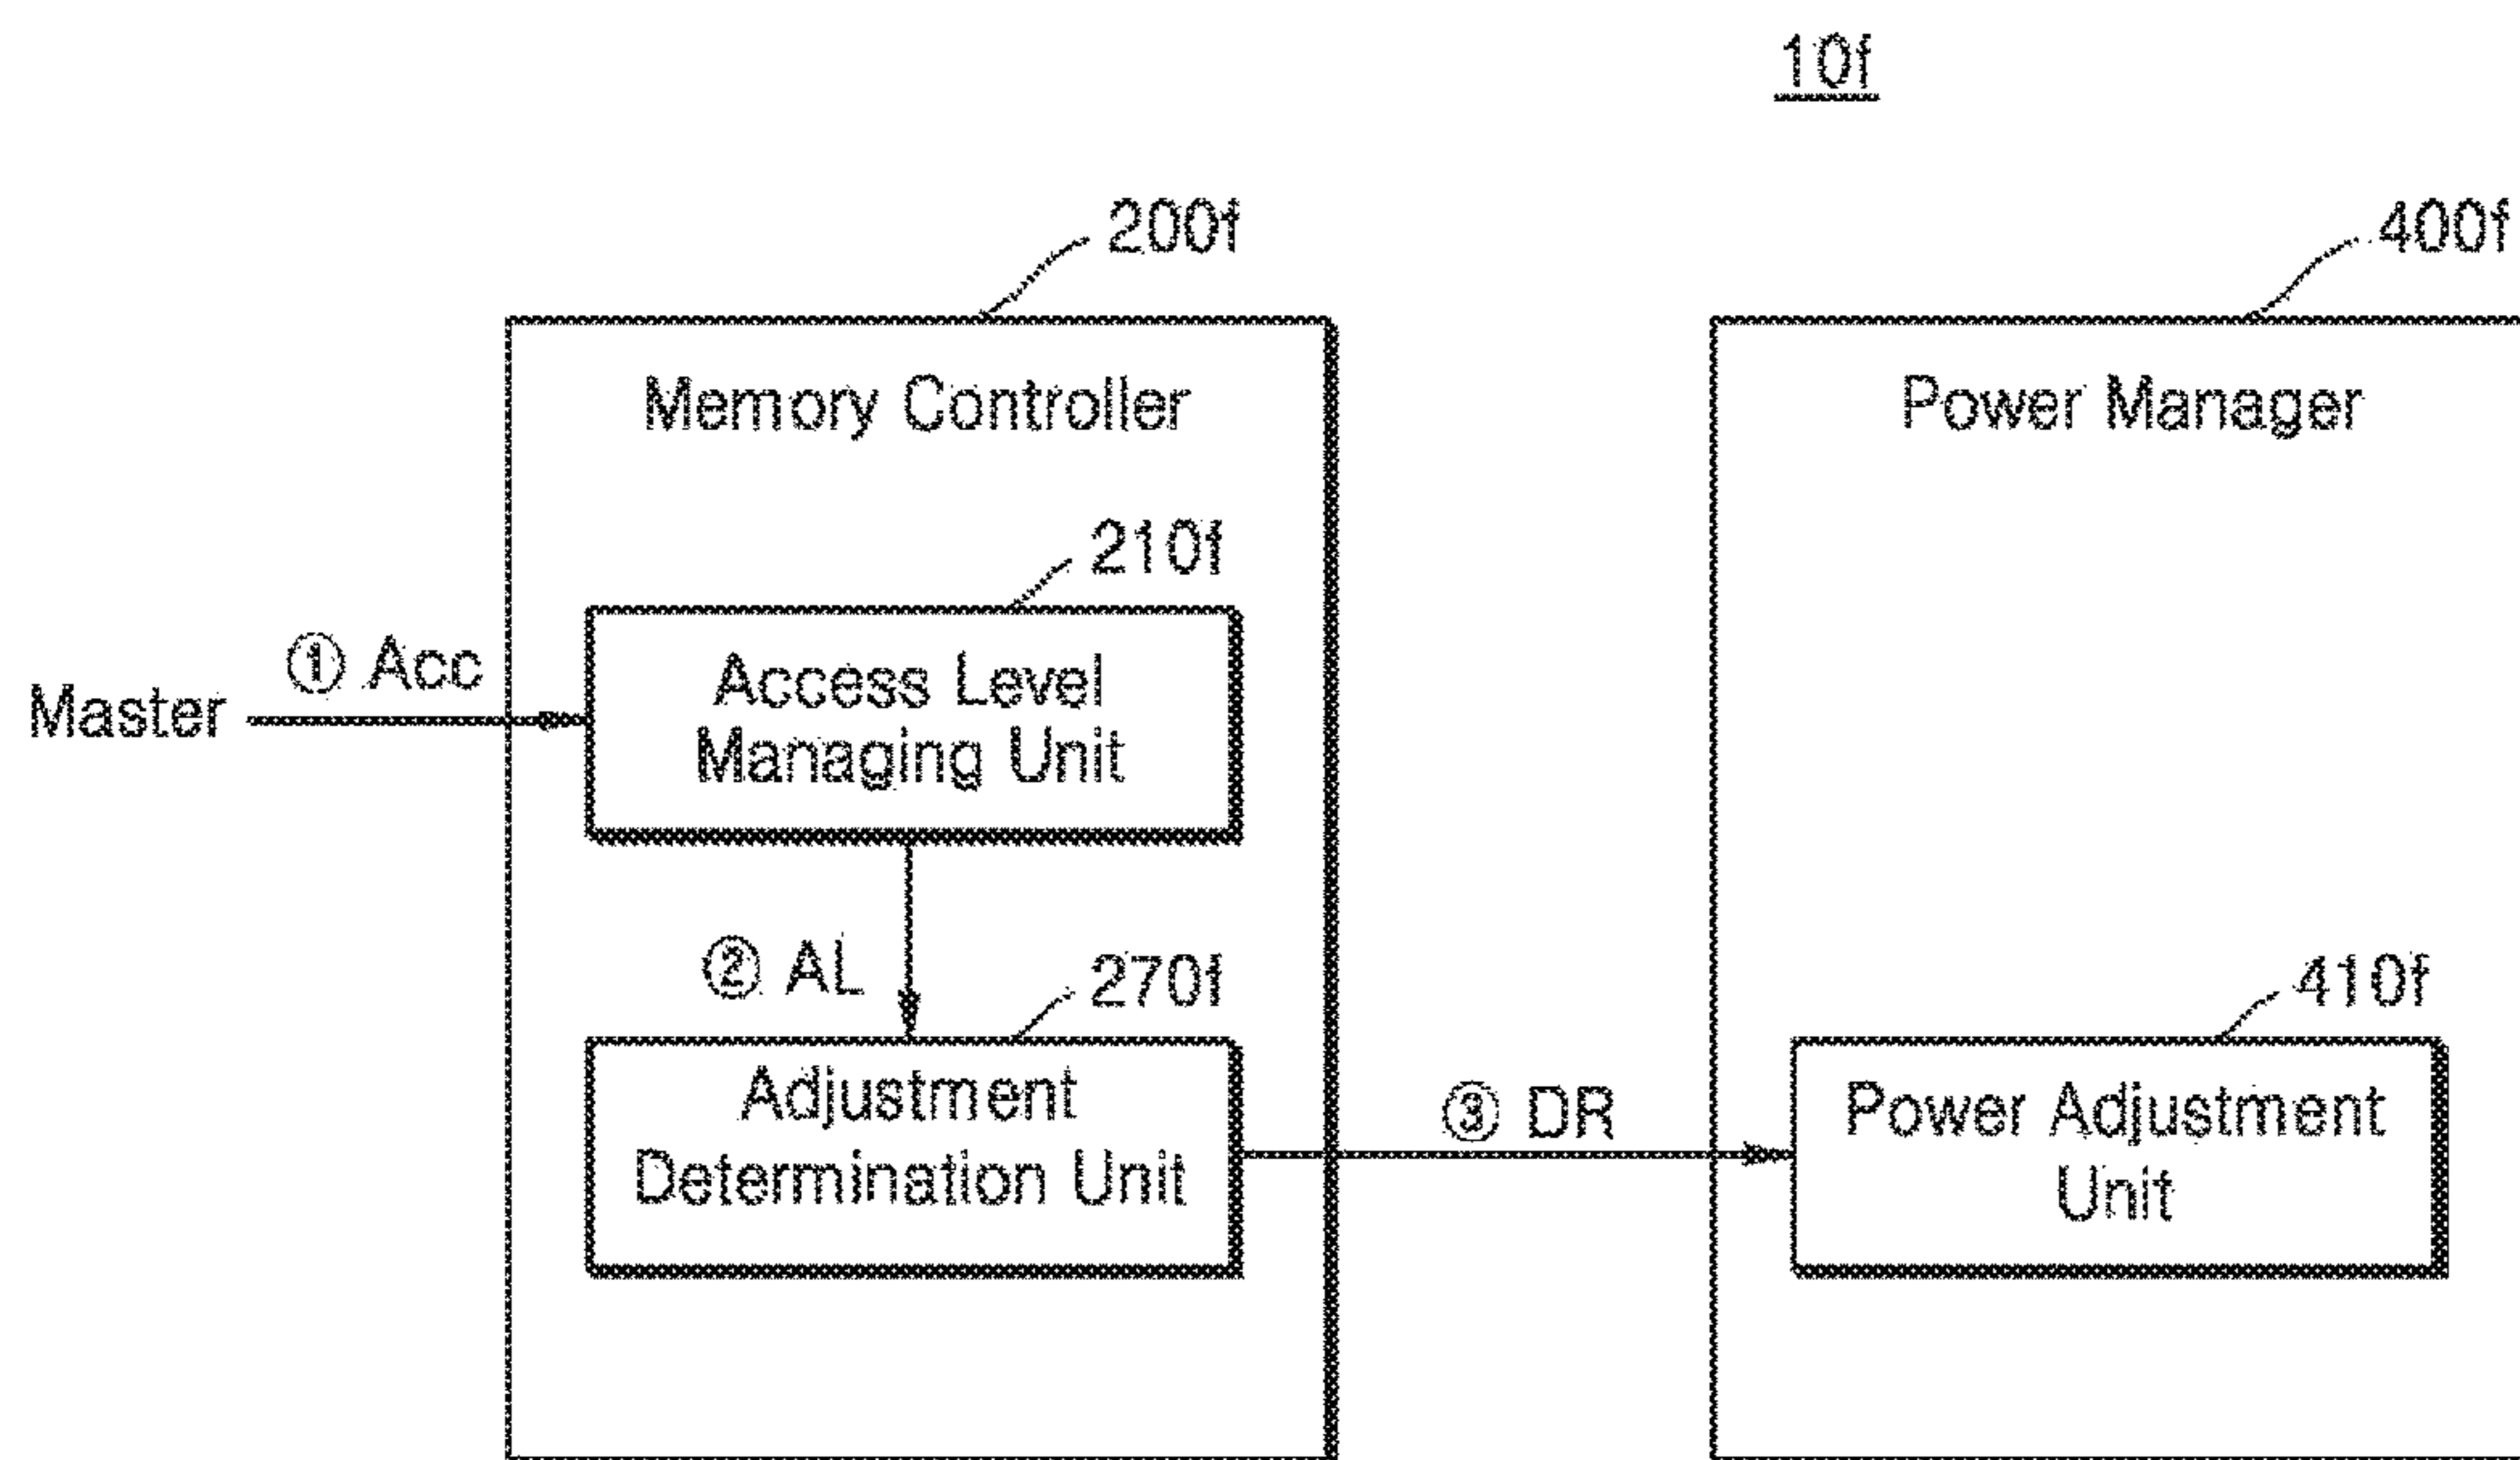 10f
200f
400f
Memory Controller
Power Manager
210f
① Acc
Master
Access Level
Managing Unit
② AL
270f
410f
Adjustment
Determination Unit
③ DR
Power Adjustment
Unit